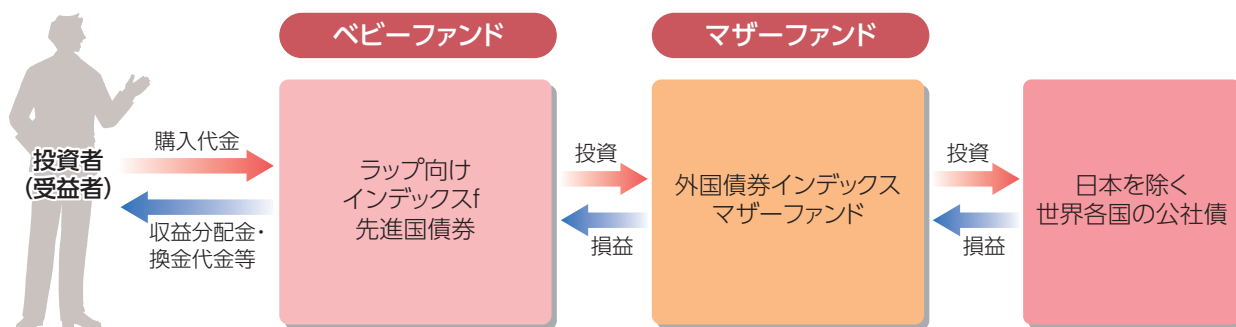 ベビーファンド
マザーファンド
投資者
(受益者)
購入代金
収益分配金・
換金代金等
ラップ向け
インデックスf
先進国債券
投資
損益
外国債券インデックス
マザーファンド
投資
損益
日本を除く
世界各国の公社債